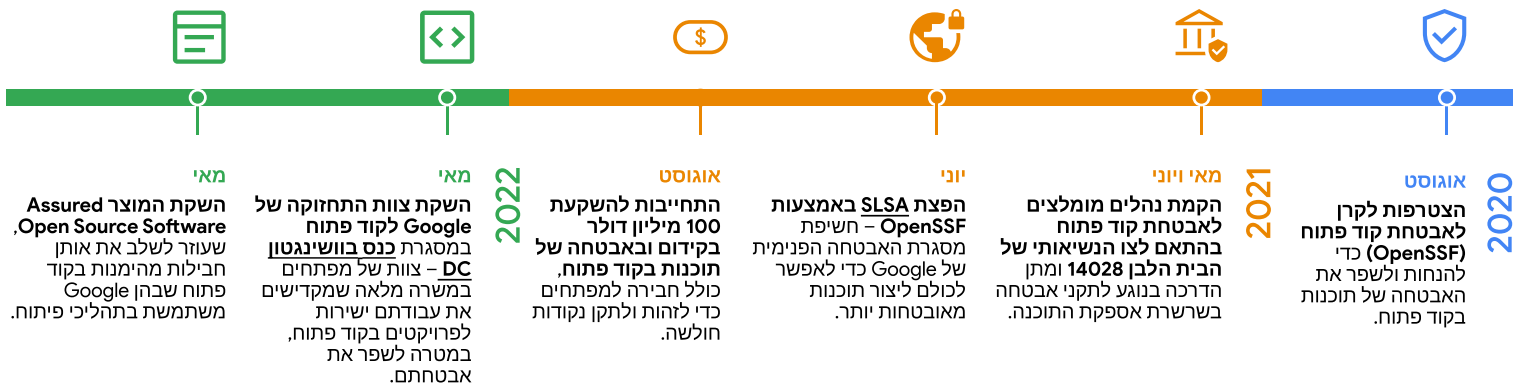 2020
אוגוסט
הצטרפות לקרן
לאבטחת קוד פתוח
(OpenSSF) כדי
להנחות ולשפר את
האבטחה של תוכנות
בקוד פתוח.
2021
מאי ויוני
הקמת נהלים מומלצים
לאבטחת קוד פתוח
בהתאם לצו הנשיאותי של
הבית הלבן 14028 ומתן
הדרכה בנוגע לתקני אבטחה
בשרשרת אספקת התוכנה.
יוני
הפצת SLSA באמצעות
OpenSSF – חשיפת
מסגרת האבטחה הפנימית
של Google כדי לאפשר
לכולם ליצור תוכנות
מאובטחות יותר.
$
אוגוסט
התחייבות להשקעת
100 מיליון דולר
בקידום ובאבטחה של
תוכנות בקוד פתוח,
כולל חבירה למפתחים
כדי לזהות ולתקן נקודות
חולשה.
2022
מאי
השקת צוות התחזוקה של
Google לקוד פתוח
במסגרת כנס בוושינגטון
DC – צוות של מפתחים
במשרה מלאה שמקדישים
את עבודתם ישירות
לפרויקטים בקוד פתוח,
במטרה לשפר את
אבטחתם.
מאי
השקת המוצר Assured
Open Source Software,
שעוזר לשלב את אותן
חבילות מהימנות בקוד
פתוח שבהן Google
משתמשת בתהליכי פיתוח.